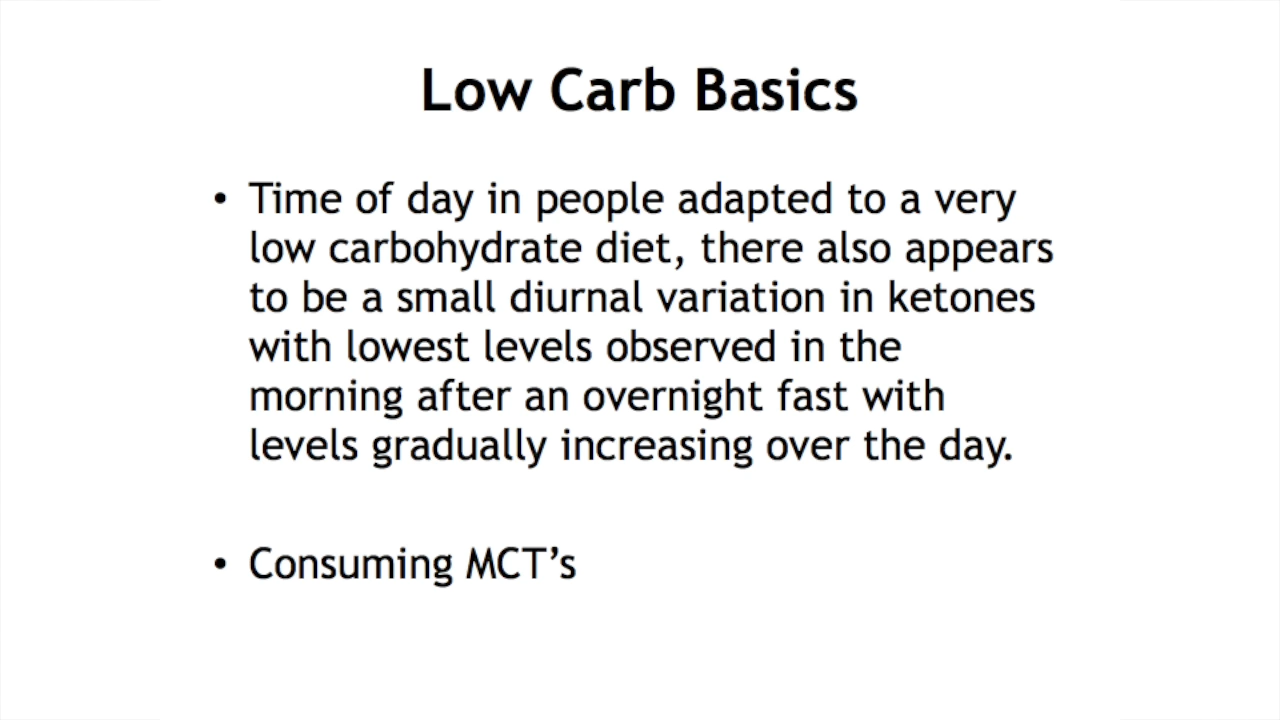 Low Carb Basics
• Time of day in people adapted to a very
low carbohydrate diet, there also appears
to be a small diurnal variation in ketones
with lowest levels observed in the
morning after an overnight fast with
levels gradually increasing over the day.
• Consuming MCT’s